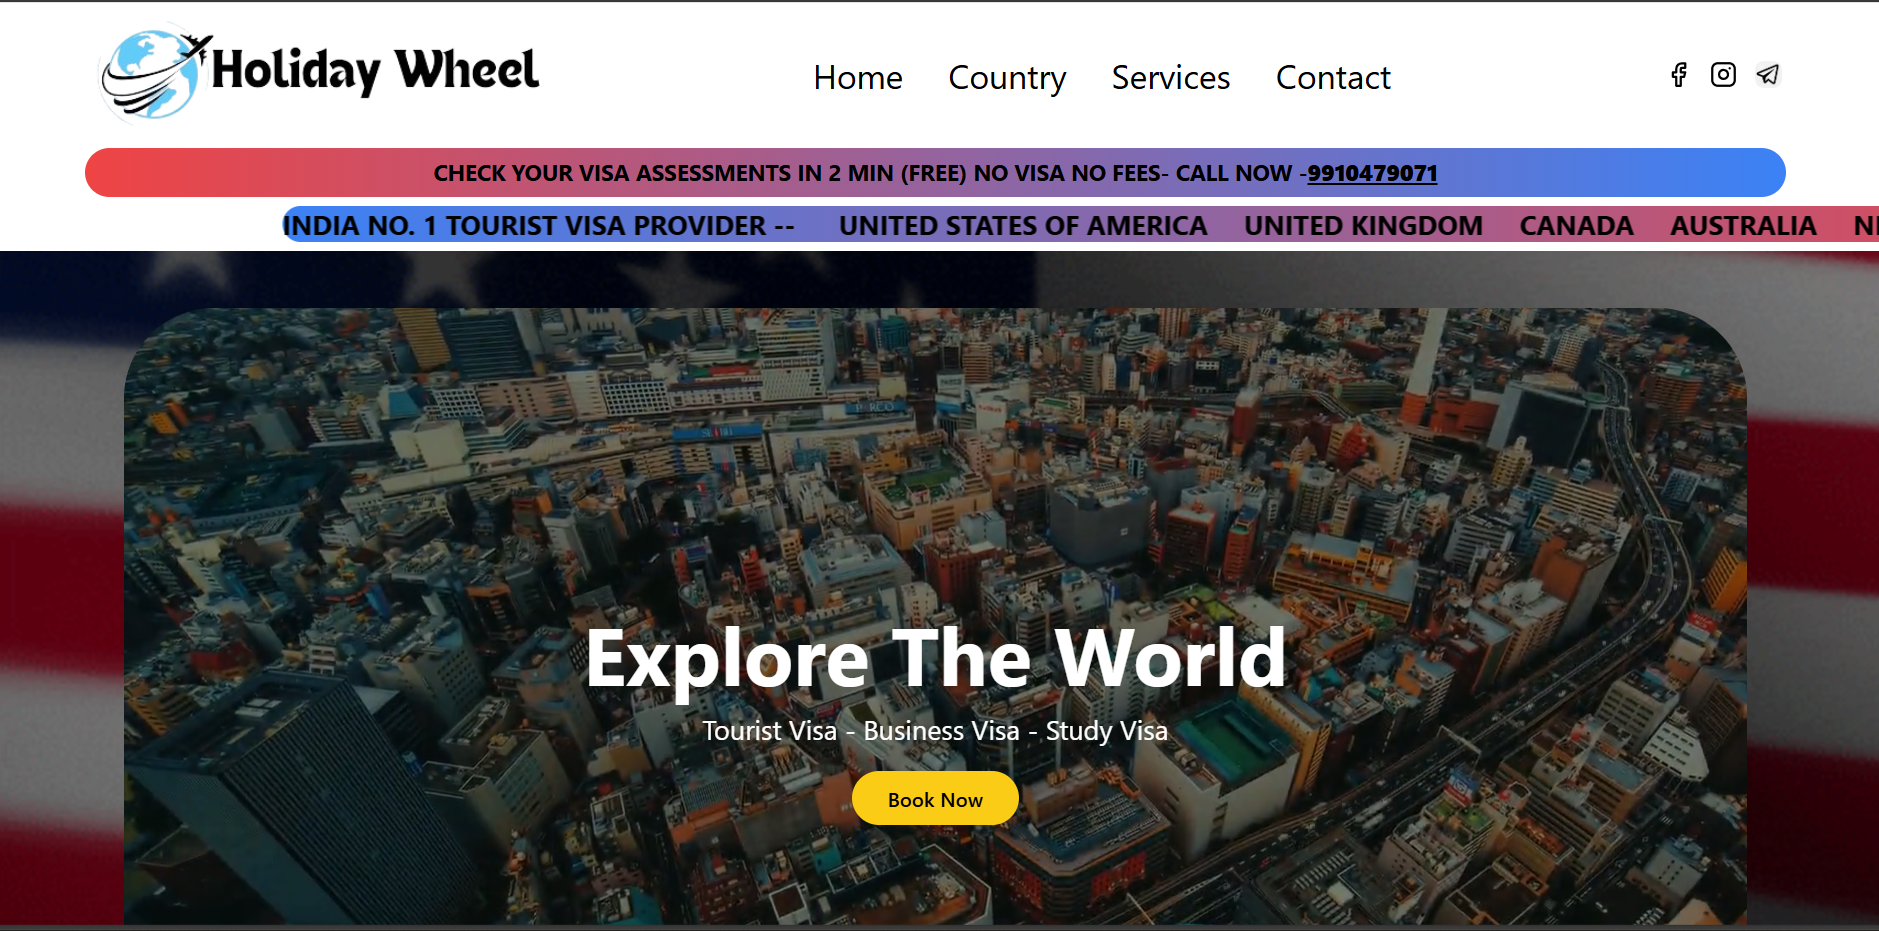 Holiday Wheel
Home Country Services Contact
CHECK YOUR VISA ASSESSMENTS IN 2 MIN (FREE) NO VISA NO FEES- CALL NOW -9910479071
INDIA NO. 1 TOURIST VISA PROVIDER -- UNITED STATES OF AMERICA UNITED KINGDOM CANADA AUSTRALIA
PARCO
Explore The World
Tourist Visa - Business Visa - Study Visa
Book Now